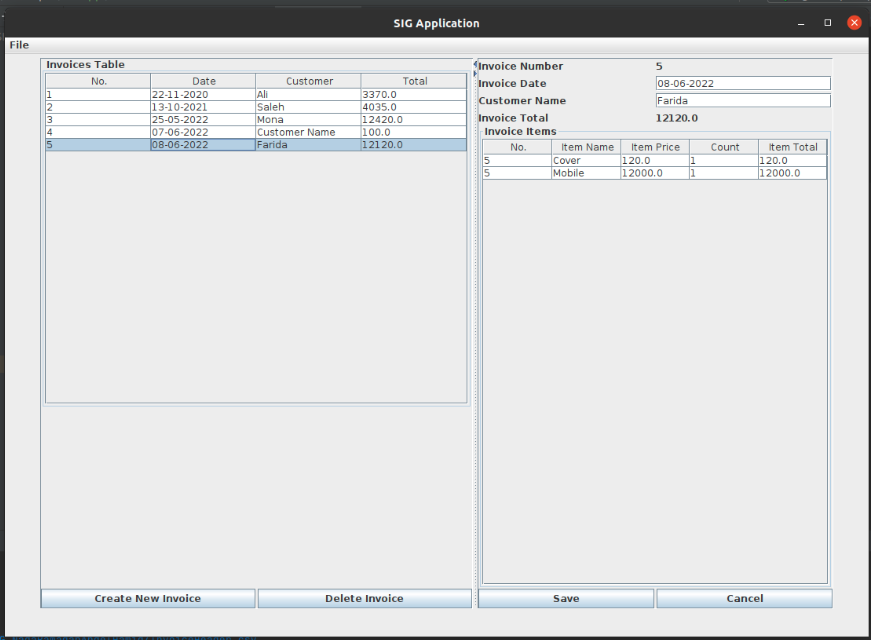 SIG Application
File
Invoices Table
No. Date Customer Total
1 22-11-2020 Ali 3370.0
2 13-10-2021 Saleh 4035.0
3 25-05-2022 Mona 12420.0
4 07-06-2022 Customer Name 100.0
5 08-06-2022 Farida 12120.0
Invoice Number 5
Invoice Date 08-06-2022
Customer Name Farida
Invoice Total 12120.0
Invoice Items
No. Item Name Item Price Count Item Total
5 Cover 120.0 1 120.0
5 Mobile 12000.0 1 12000.0
Create New Invoice Delete Invoice Save Cancel